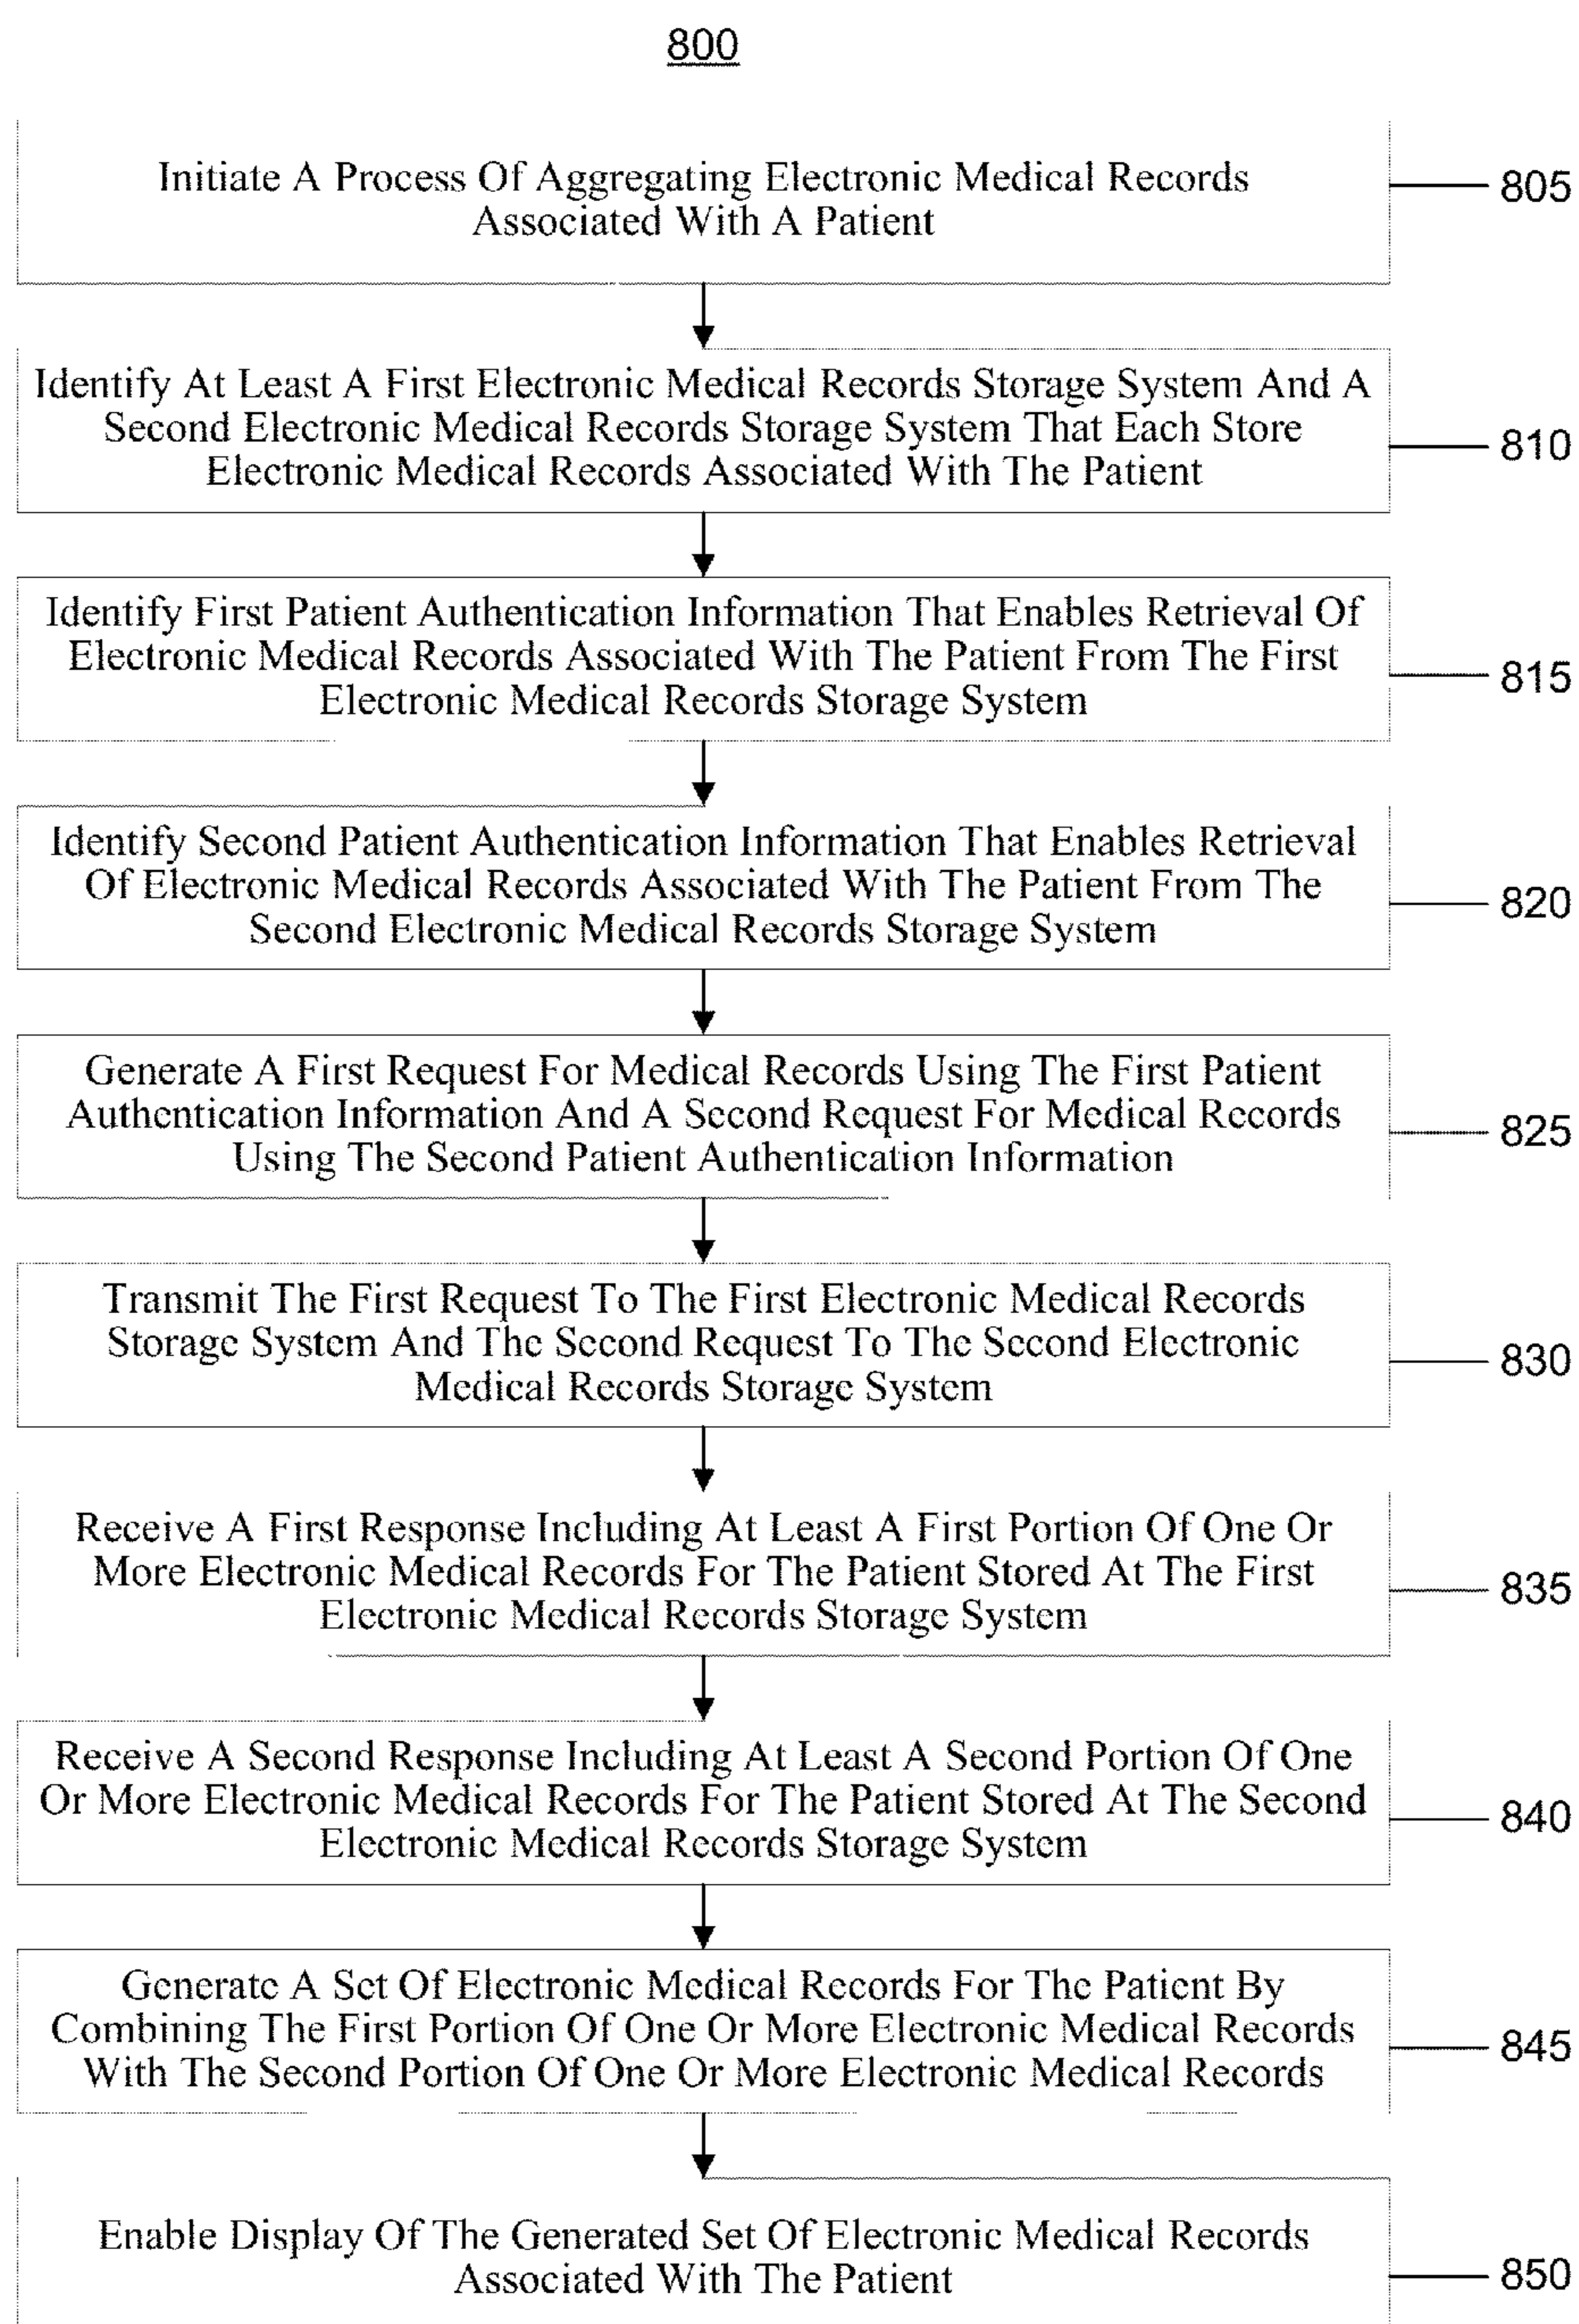 800
Initiate A Process Of Aggregating Electronic Medical Records
Associated With A Patient
805
Identify At Least A First Electronic Medical Records Storage System And A
Second Electronic Medical Records Storage System That Each Store
Electronic Medical Records Associated With The Patient
810
Identify First Patient Authentication Information That Enables Retrieval Of
Electronic Medical Records Associated With The Patient From The First
Electronic Medical Records Storage System
815
Identify Second Patient Authentication Information That Enables Retrieval
Of Electronic Medical Records Associated With The Patient From The
Second Electronic Medical Records Storage System
820
Generate A First Request For Medical Records Using The First Patient
Authentication Information And A Second Request For Medical Records
Using The Second Patient Authentication Information
825
Transmit The First Request To The First Electronic Medical Records
Storage System And The Second Request To The Second Electronic
Medical Records Storage System
830
Receive A First Response Including At Least A First Portion Of One Or
More Electronic Medical Records For The Patient Stored At The First
Electronic Medical Records Storage System
835
Receive A Second Response Including At Least A Second Portion Of One
Or More Electronic Medical Records For The Patient Stored At The Second
Electronic Medical Records Storage System
840
Generate A Set Of Electronic Medical Records For The Patient By
Combining The First Portion Of One Or More Electronic Medical Records
With The Second Portion Of One Or More Electronic Medical Records
845
Enable Display Of The Generated Set Of Electronic Medical Records
Associated With The Patient
850